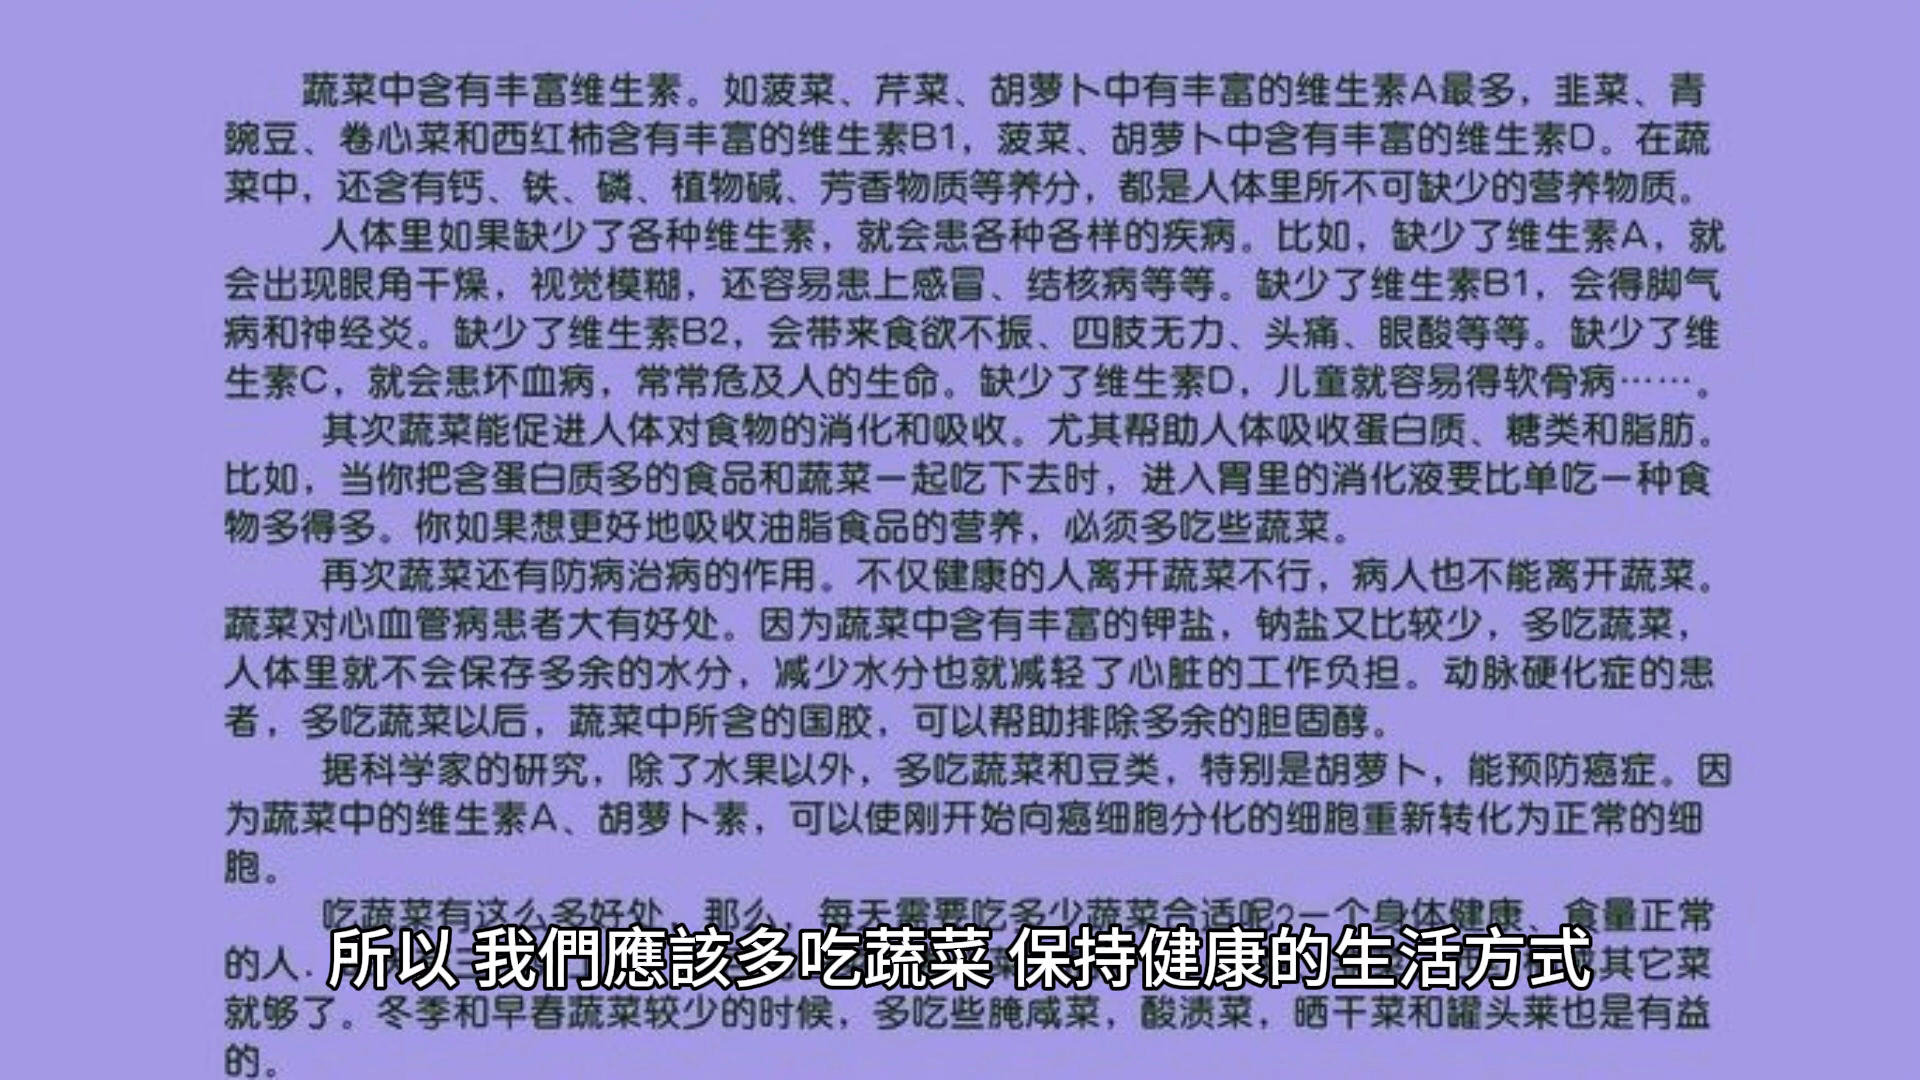 蔬菜中含有丰富维生素。如菠菜、芹菜、胡萝卜中有丰富的维生素A最多，韭菜、青
豌豆、卷心菜和西红柿含有丰富的维生素B1，菠菜、胡萝卜中含有丰富的维生素D。在蔬
菜中，还含有钙、铁、磷、植物碱、芳香物质等养分，都是人体里所不可缺少的营养物质。
人体里如果缺少了各种维生素，就会患各种各样的疾病。比如，缺少了维生素A，就
会出现眼角干燥，视觉模糊，还容易患上感冒、结核病等等。缺少了维生素B1，会得脚气
病和神经炎。缺少了维生素B2，会带来食欲不振、四肢无力、头痛、眼酸等等。缺少了维
生素C，就会患坏血病，常常危及人的生命。缺少了维生素D，儿童就容易得软骨病……。
其次蔬菜能促进人体对食物的消化和吸收。尤其帮助人体吸收蛋白质、糖类和脂肪。
比如，当你把含蛋白质多的食品和蔬菜一起吃下去时，进入胃里的消化液要比单吃一种食
物多得多。你如果想更好地吸收油脂食品的营养，必须多吃些蔬菜。
再次蔬菜还有防病治病的作用。不仅健康的人离开蔬菜不行，病人也不能离开蔬菜。
蔬菜对心血管病患者大有好处。因为蔬菜中含有丰富的钾盐，钠盐又比较少，多吃蔬菜，
人体里就不会保存多余的水分，减少水分也就减轻了心脏的工作负担。动脉硬化症的患
者，多吃蔬菜以后，蔬菜中所含的国胶，可以帮助排除多余的胆固醇。
据科学家的研究，除了水果以外，多吃蔬菜和豆类，特别是胡萝卜，能预防癌症。因
为蔬菜中的维生素A、胡萝卜素，可以使刚开始向癌细胞分化的细胞重新转化为正常的细
胞。
吃蔬菜有这么多好处，那么，每天需要吃多少蔬菜合适呢?一个身体健康、食量正常
的人. 其它菜
所以 我們應該多吃蔬菜 保持健康的生活方式
就够了。冬季和早春蔬菜较少的时候，多吃些腌咸菜，酸渍菜，晒干菜和罐头莱也是有益
的。